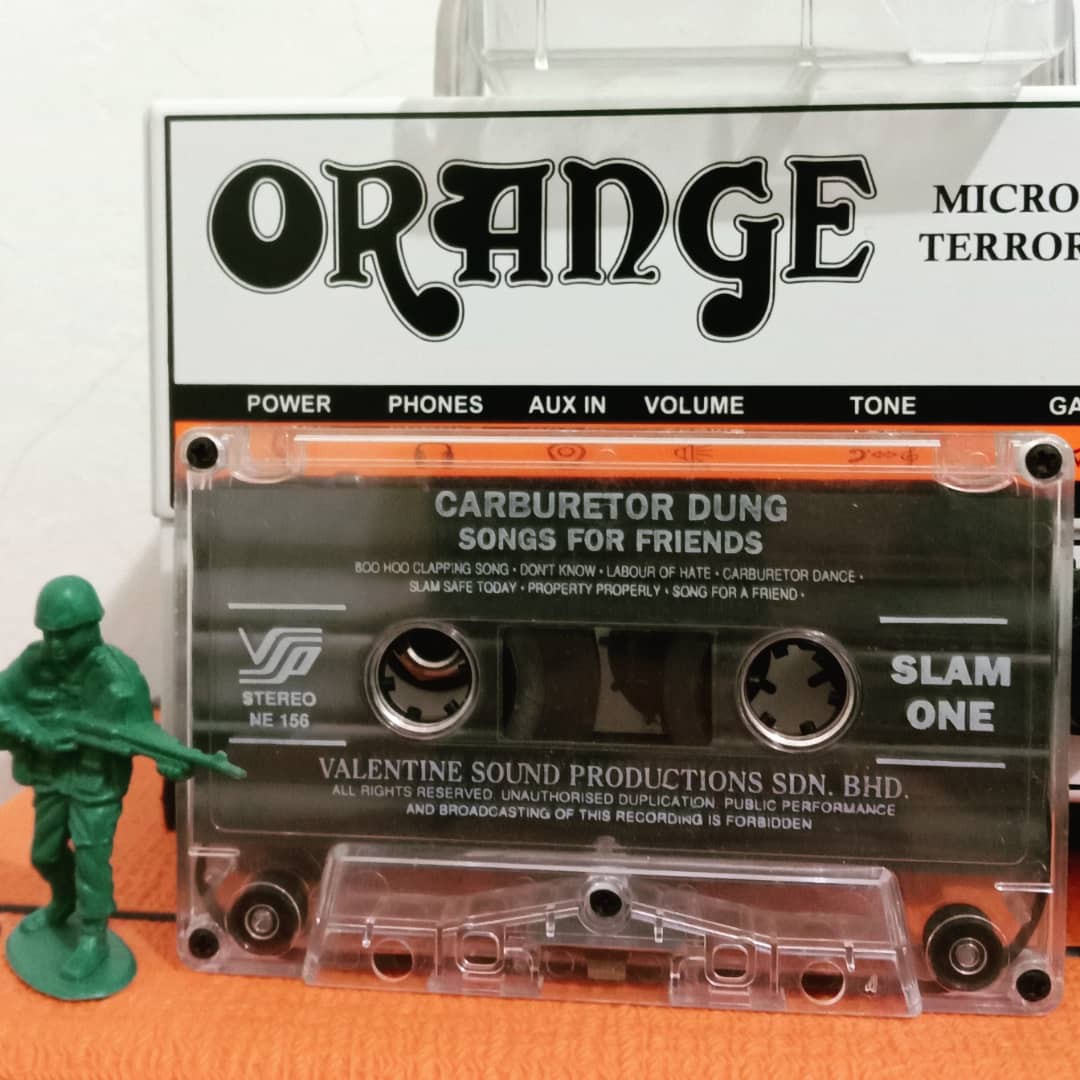 ORANGE
MICRO
TERROR
POWER PHONES AUX IN VOLUME TONE GA
CARBURETOR DUNG
SONGS FOR FRIENDS
BOO HOO CLAPPING SONG • DON'T KNOW • LABOUR OF HATE • CARBURETOR DANCE •
SLAM SAFE TODAY • PROPERTY PROPERLY • SONG FOR A FRIEND •
VSP
STEREO
NE 156
SLAM
ONE
VALENTINE SOUND PRODUCTIONS SDN. BHD.
ALL RIGHTS RESERVED. UNAUTHORISED DUPLICATION, PUBLIC PERFORMANCE
AND BROADCASTING OF THIS RECORDING IS FORBIDDEN